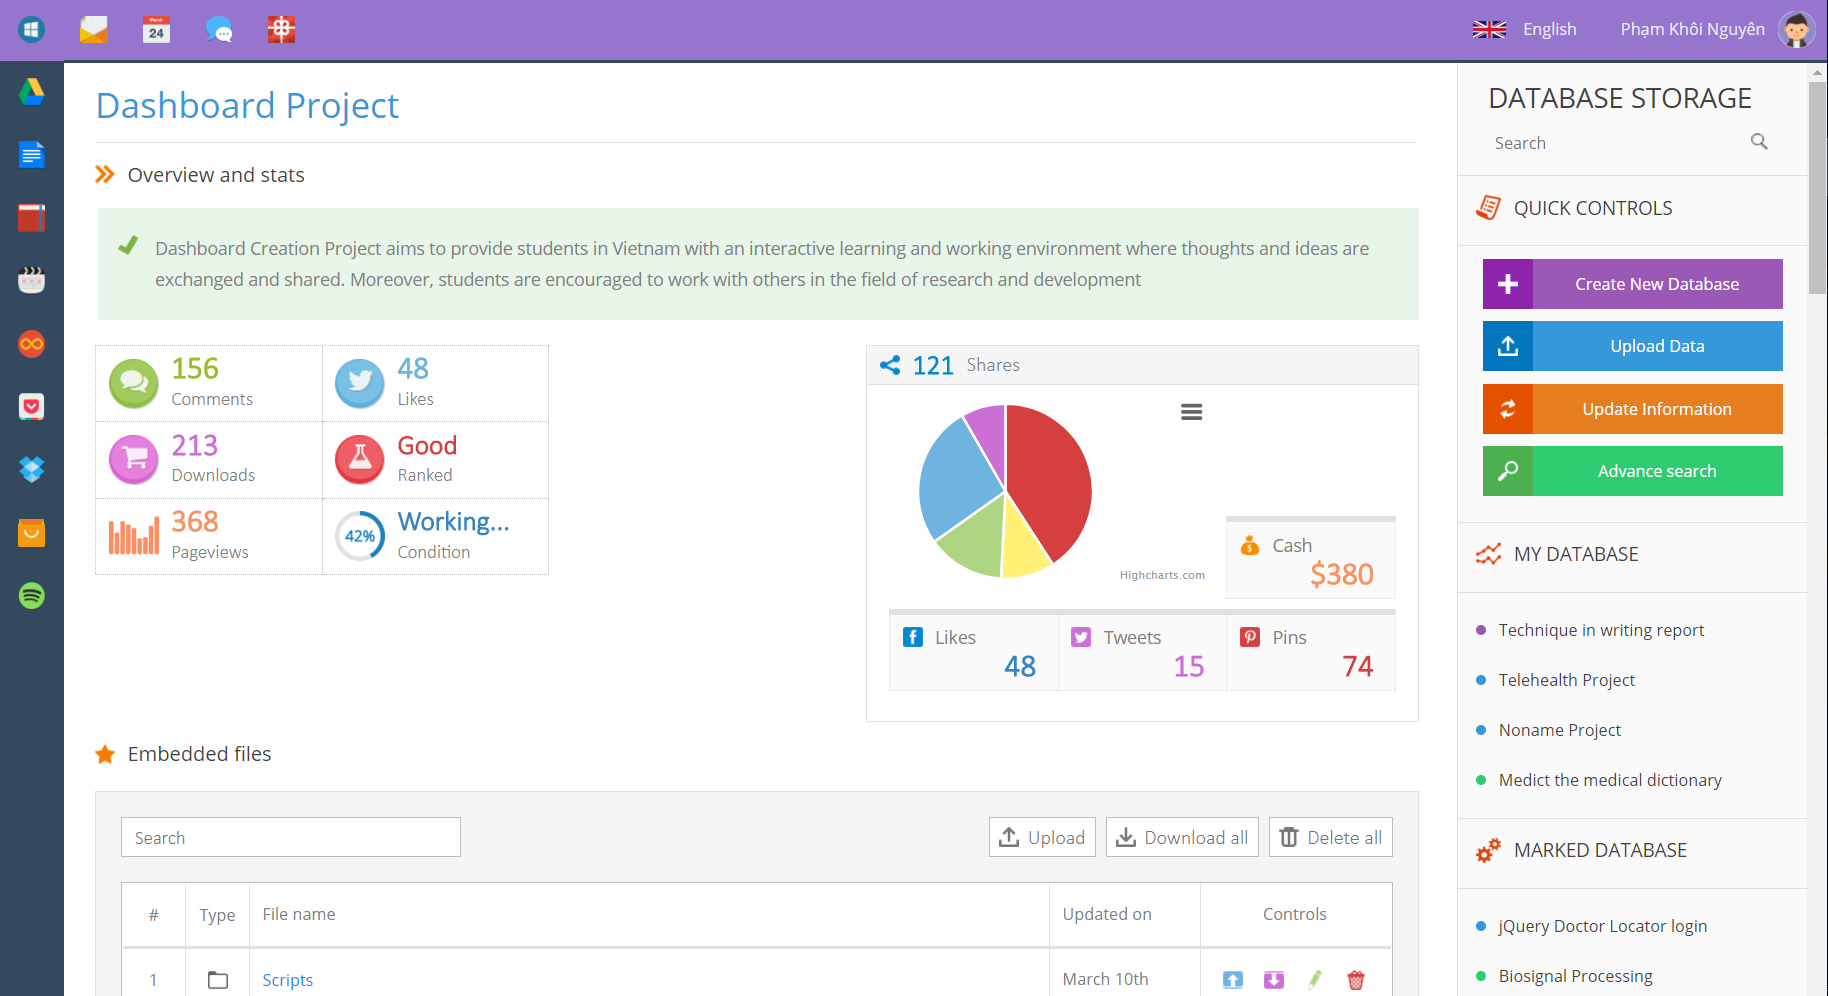 March
24
English
Phạm Khôi Nguyên
Dashboard Project
Overview and stats
Dashboard Creation Project aims to provide students in Vietnam with an interactive learning and working environment where thoughts and ideas are
exchanged and shared. Moreover, students are encouraged to work with others in the field of research and development
156
Comments
48
Likes
213
Downloads
Good
Ranked
368
Pageviews
42%
Working...
Condition
121 Shares
Highcharts.com
Cash
$380
Likes
48
Tweets
15
Pins
74
Embedded files
Search
Upload
Download all
Delete all
# Type File name Updated on Controls
1 Scripts March 10th
DATABASE STORAGE
Search
QUICK CONTROLS
Create New Database
Upload Data
Update Information
Advance search
MY DATABASE
Technique in writing report
Telehealth Project
Noname Project
Medict the medical dictionary
MARKED DATABASE
jQuery Doctor Locator login
Biosignal Processing